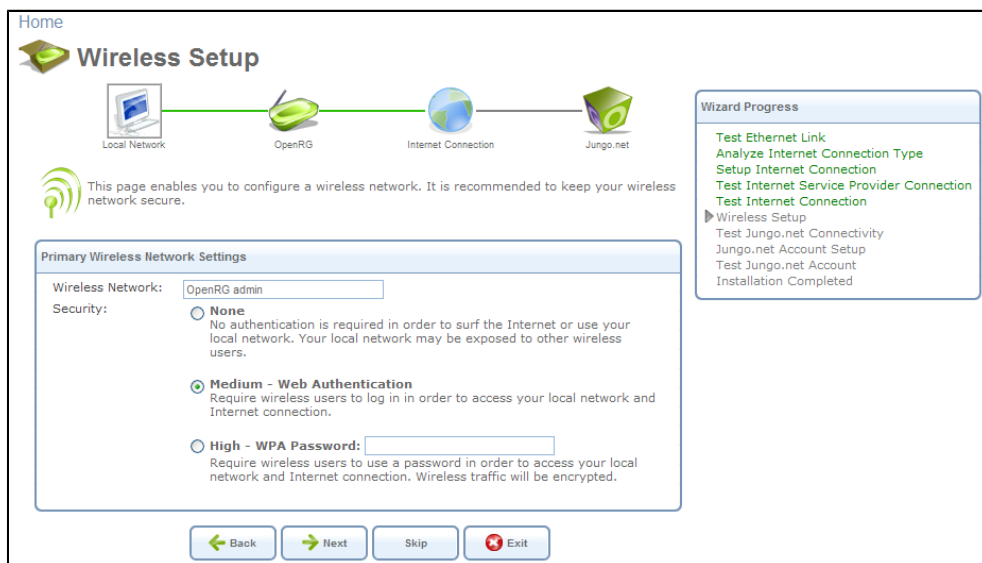 Home
Wireless Setup
Local Network
OpenRG
Internet Connection
Jungo.net
This page enables you to configure a wireless network. It is recommended to keep your wireless
network secure.
Primary Wireless Network Settings
Wireless Network: OpenRG admin
Security:
None
No authentication is required in order to surf the Internet or use your
local network. Your local network may be exposed to other wireless
users.
Medium - Web Authentication
Require wireless users to log in in order to access your local network and
Internet connection.
High - WPA Password:
Require wireless users to use a password in order to access your local
network and Internet connection. Wireless traffic will be encrypted.
Back
Next
Skip
Exit
Wizard Progress
Test Ethernet Link
Analyze Internet Connection Type
Setup Internet Connection
Test Internet Service Provider Connection
Test Internet Connection
Wireless Setup
Test Jungo.net Connectivity
Jungo.net Account Setup
Test Jungo.net Account
Installation Completed